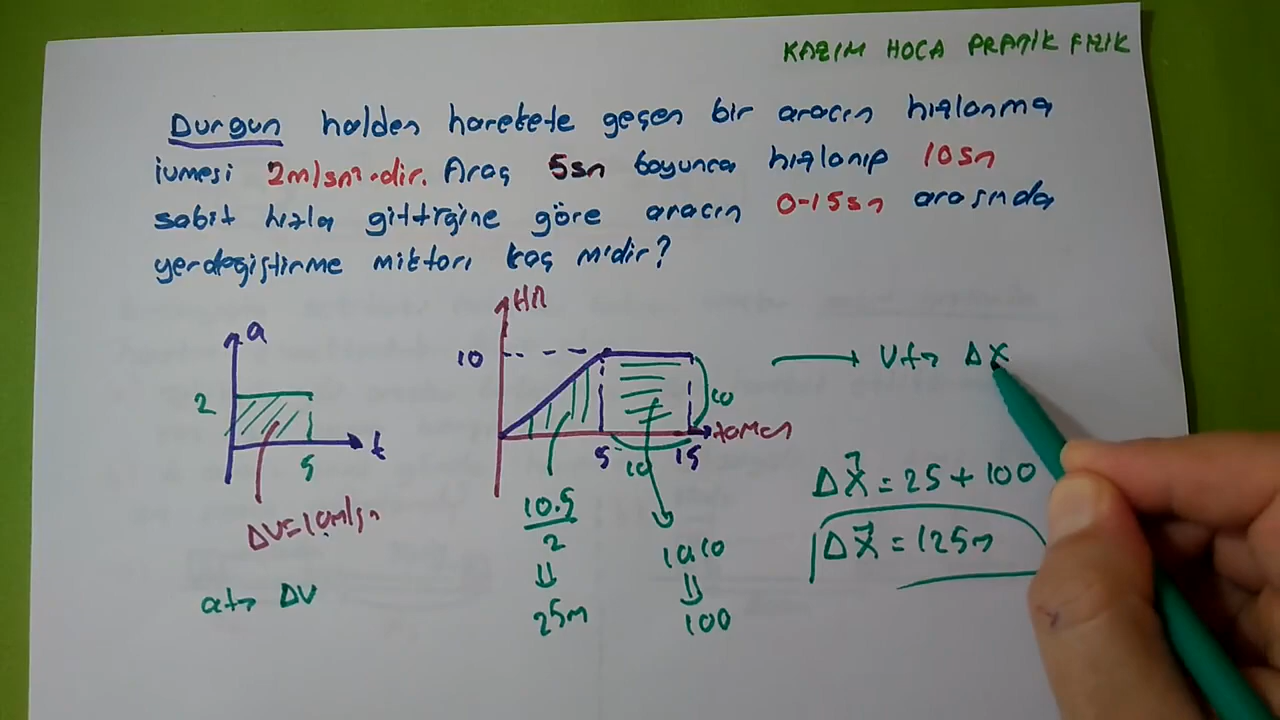 KAZIM HOCA PRATİK FİZİK
Durgun halden harekete geçen bir aracın hızlanma
ivmesi 2m/sn² dir. Araç 5sn boyunca hızlanıp 10sn
sabit hızla gittiğine göre aracın 0-15sn arasında
yerdeğiştirme miktarı kaç m'dir?
a
2
5
t
ΔV=10m/sn
at→ ΔV
Hız
10
5
10
15
10
zaman
10.5
2
25m
10.10
100
Vt→ ΔX
ΔX = 25 + 100
ΔX = 125m